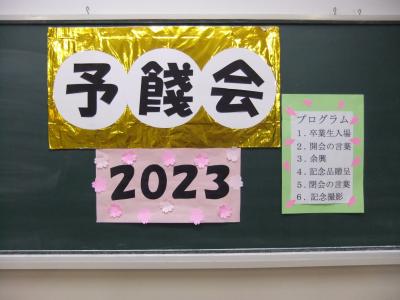 予餞会
2023
プログラム
1．卒業生入場
2．開会の言葉
3．余興
4．記念品贈呈
5．閉会の言葉
6．記念撮影